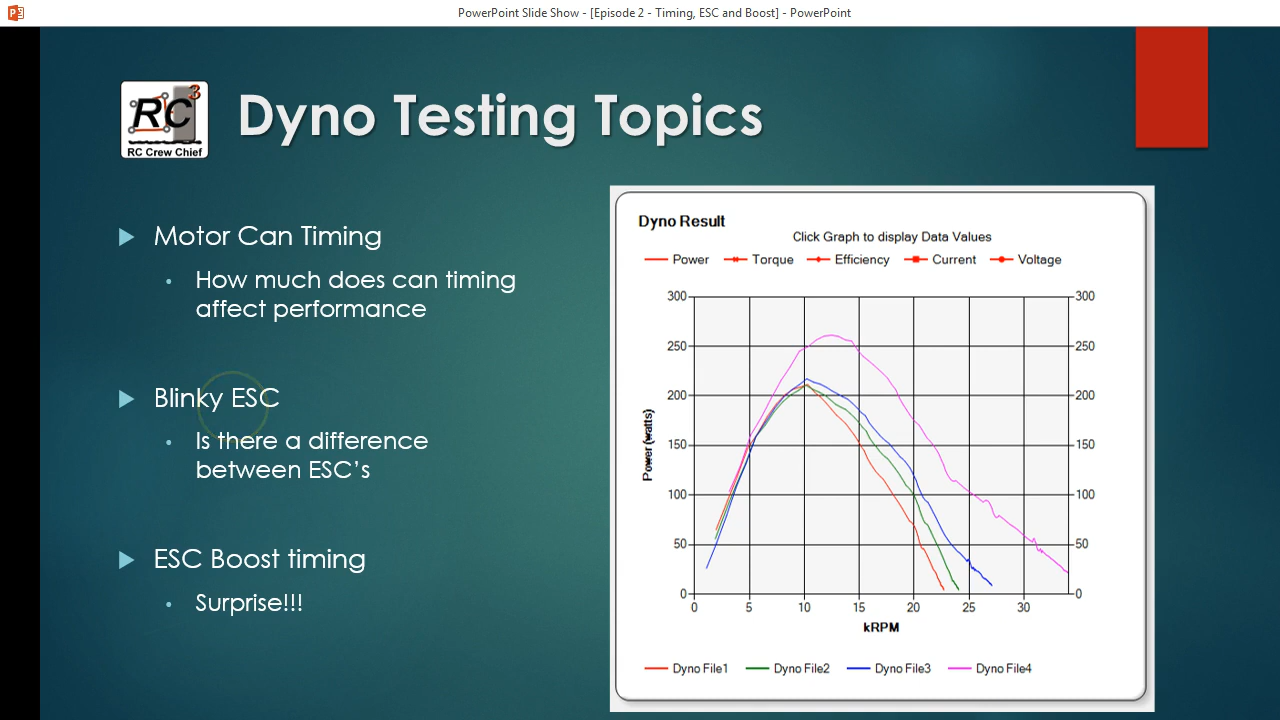 PowerPoint Slide Show - [Episode 2 - Timing, ESC and Boost] - PowerPoint
RC3
RC Crew Chief
Dyno Testing Topics
Motor Can Timing
How much does can timing
affect performance
Blinky ESC
Is there a difference
between ESC’s
ESC Boost timing
Surprise!!!
Dyno Result
Click Graph to display Data Values
Power Torque Efficiency Current Voltage
300 300
250 250
200 200
150 150
100 100
50 50
0 0
0 5 10 15 20 25 30
Power (watts)
kRPM
Dyno File1 Dyno File2 Dyno File3 Dyno File4